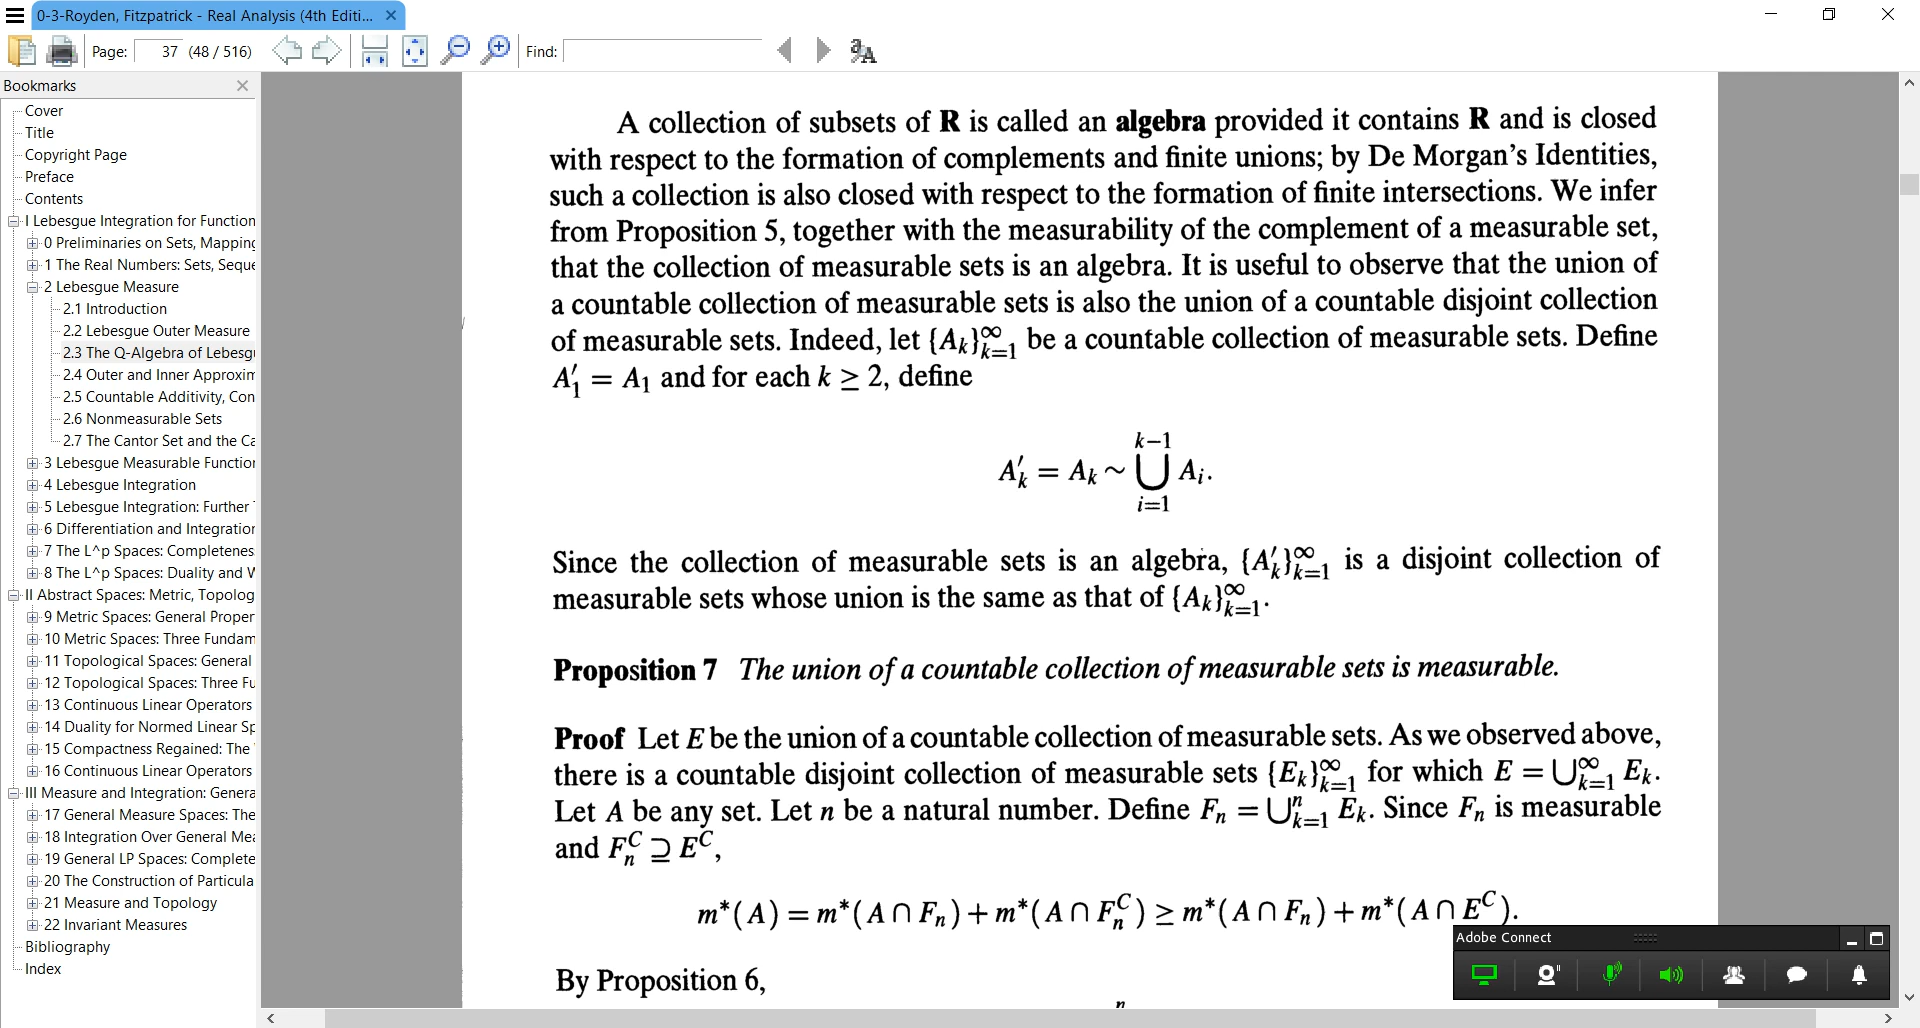 0-3-Royden, Fitzpatrick - Real Analysis (4th Editi...
Page: 37 (48 / 516) Find:
Bookmarks
Cover
Title
Copyright Page
Preface
Contents
I Lebesgue Integration for Function
0 Preliminaries on Sets, Mapping
1 The Real Numbers: Sets, Seque
2 Lebesgue Measure
2.1 Introduction
2.2 Lebesgue Outer Measure
2.3 The Q-Algebra of Lebesgu
2.4 Outer and Inner Approxim
2.5 Countable Additivity, Con
2.6 Nonmeasurable Sets
2.7 The Cantor Set and the Ca
3 Lebesgue Measurable Function
4 Lebesgue Integration
5 Lebesgue Integration: Further
6 Differentiation and Integration
7 The L^p Spaces: Completenes
8 The L^p Spaces: Duality and W
II Abstract Spaces: Metric, Topolog
9 Metric Spaces: General Proper
10 Metric Spaces: Three Fundam
11 Topological Spaces: General
12 Topological Spaces: Three Fu
13 Continuous Linear Operators
14 Duality for Normed Linear Sp
15 Compactness Regained: The
16 Continuous Linear Operators
III Measure and Integration: Genera
17 General Measure Spaces: The
18 Integration Over General Mea
19 General LP Spaces: Complete
20 The Construction of Particula
21 Measure and Topology
22 Invariant Measures
Bibliography
Index
A collection of subsets of R is called an algebra provided it contains R and is closed
with respect to the formation of complements and finite unions; by De Morgan's Identities,
such a collection is also closed with respect to the formation of finite intersections. We infer
from Proposition 5, together with the measurability of the complement of a measurable set,
that the collection of measurable sets is an algebra. It is useful to observe that the union of
a countable collection of measurable sets is also the union of a countable disjoint collection
of measurable sets. Indeed, let {A_k}_{k=1}^∞ be a countable collection of measurable sets. Define
A′_1 = A_1 and for each k ≥ 2, define
A′_k = A_k ~ ⋃_{i=1}^{k−1} A_i.
Since the collection of measurable sets is an algebra, {A′_k}_{k=1}^∞ is a disjoint collection of
measurable sets whose union is the same as that of {A_k}_{k=1}^∞.
Proposition 7 The union of a countable collection of measurable sets is measurable.
Proof Let E be the union of a countable collection of measurable sets. As we observed above,
there is a countable disjoint collection of measurable sets {E_k}_{k=1}^∞ for which E = ⋃_{k=1}^∞ E_k.
Let A be any set. Let n be a natural number. Define F_n = ⋃_{k=1}^n E_k. Since F_n is measurable
and F_n^C ⊇ E^C,
m*(A) = m*(A ∩ F_n) + m*(A ∩ F_n^C) ≥ m*(A ∩ F_n) + m*(A ∩ E^C).
By Proposition 6,
n
Adobe Connect